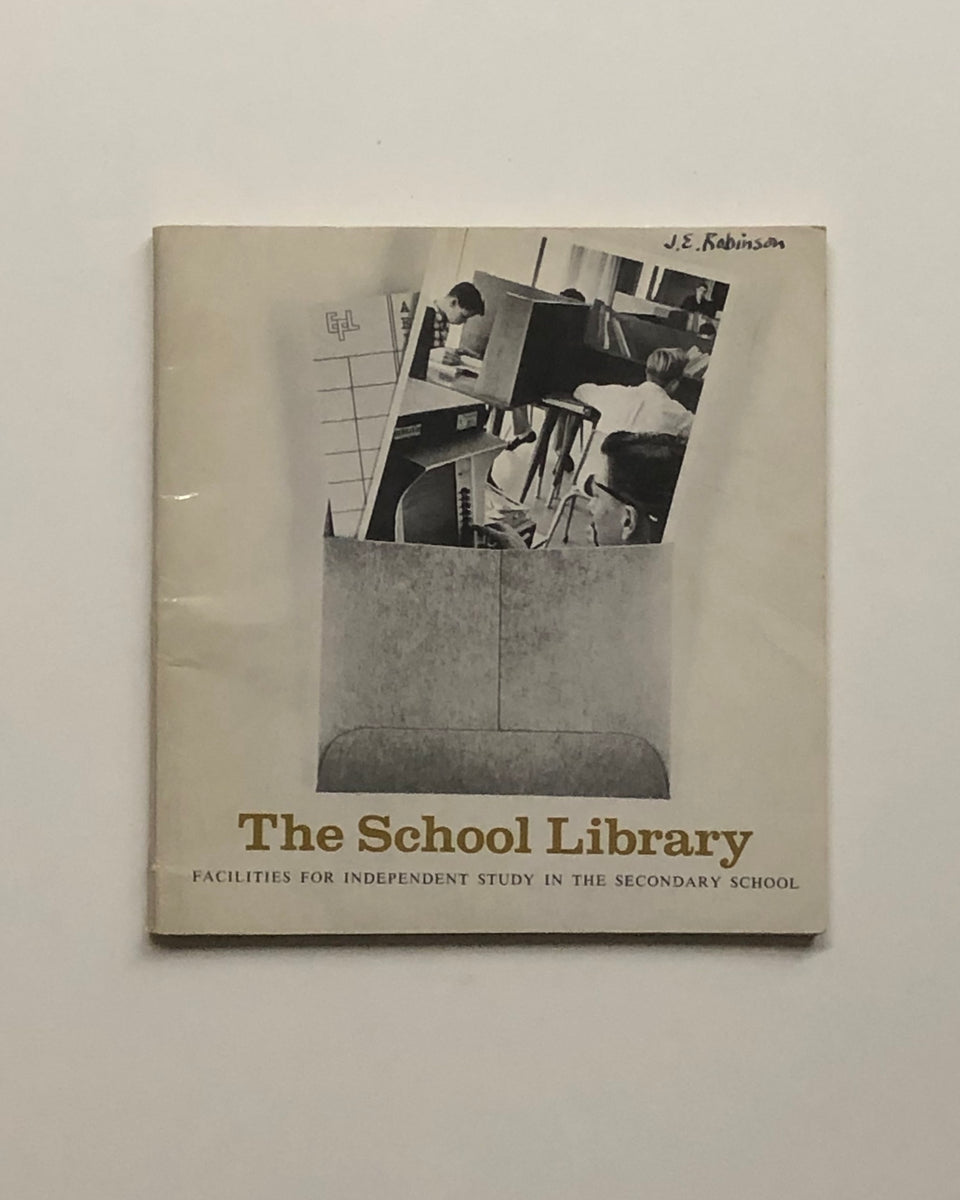 J.E. Robinson
EFL
The School Library
FACILITIES FOR INDEPENDENT STUDY IN THE SECONDARY SCHOOL